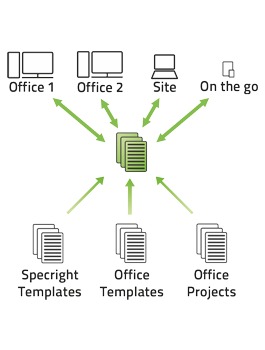 Office 1
Office 2
Site
On the go
Specright
Templates
Office
Templates
Office
Projects